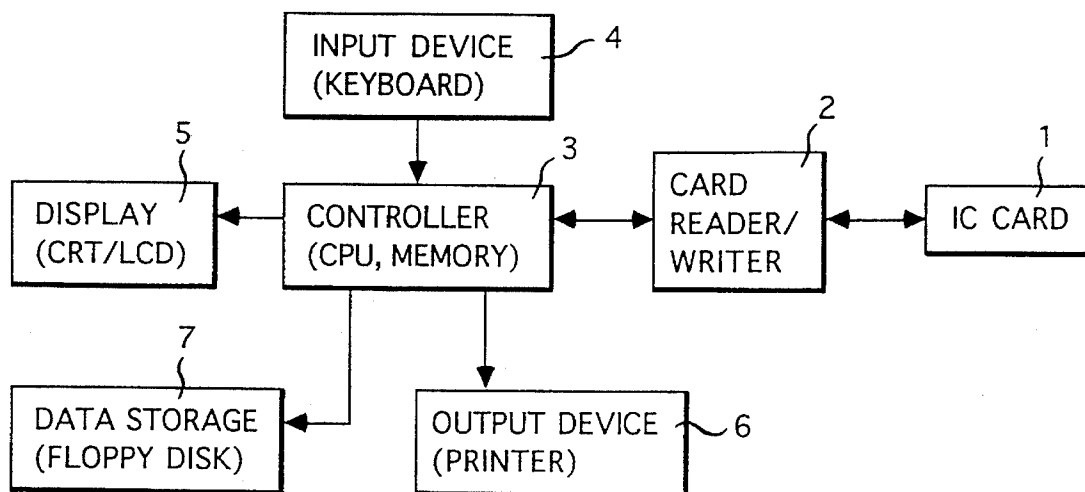 INPUT DEVICE
(KEYBOARD)
4
5
DISPLAY
(CRT/LCD)
3
CONTROLLER
(CPU, MEMORY)
2
CARD
READER/
WRITER
1
IC CARD
7
DATA STORAGE
(FLOPPY DISK)
OUTPUT DEVICE
(PRINTER)
6